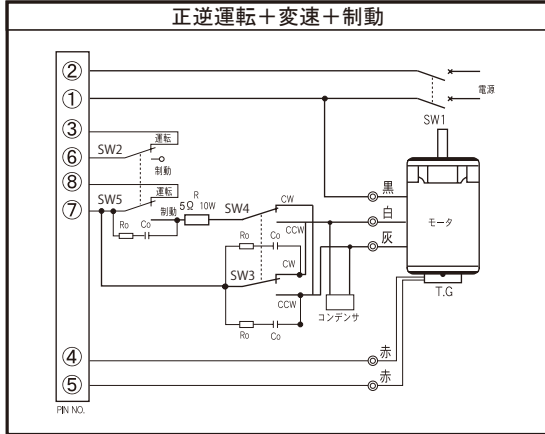 正逆運転＋変速＋制動
②
①
電源
SW1
③
運転
⑥
SW2
制動
⑧
運転
SW5
R
5Ω 10W
SW4
CW
⑦
制動
CCW
Ro
Co
Ro
Co
CW
SW3
CCW
Ro
Co
黒
白
灰
モータ
コンデンサ
T.G
④
赤
⑤
赤
PIN NO.